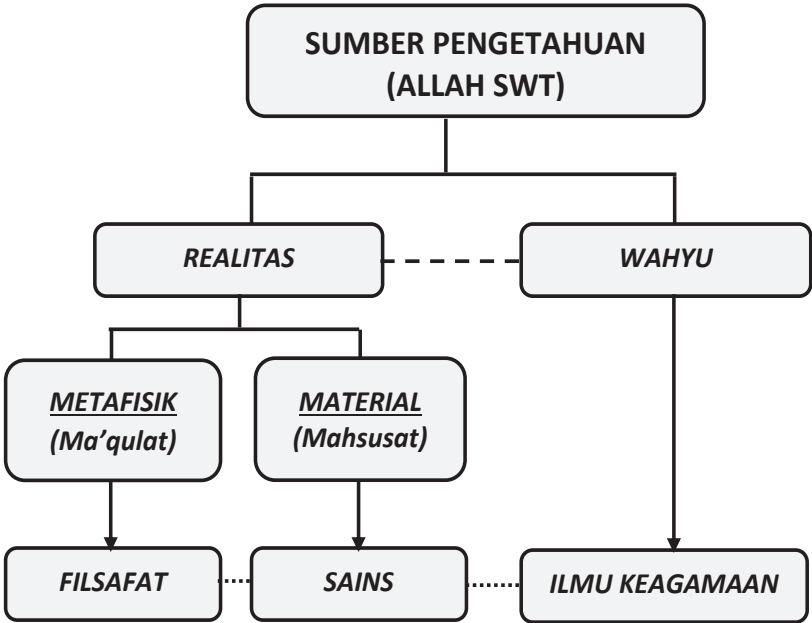 SUMBER PENGETAHUAN
(ALLAH SWT)
REALITAS
WAHYU
METAFISIK
(Ma’qulat)
MATERIAL
(Mahsusat)
FILSAFAT
SAINS
ILMU KEAGAMAAN